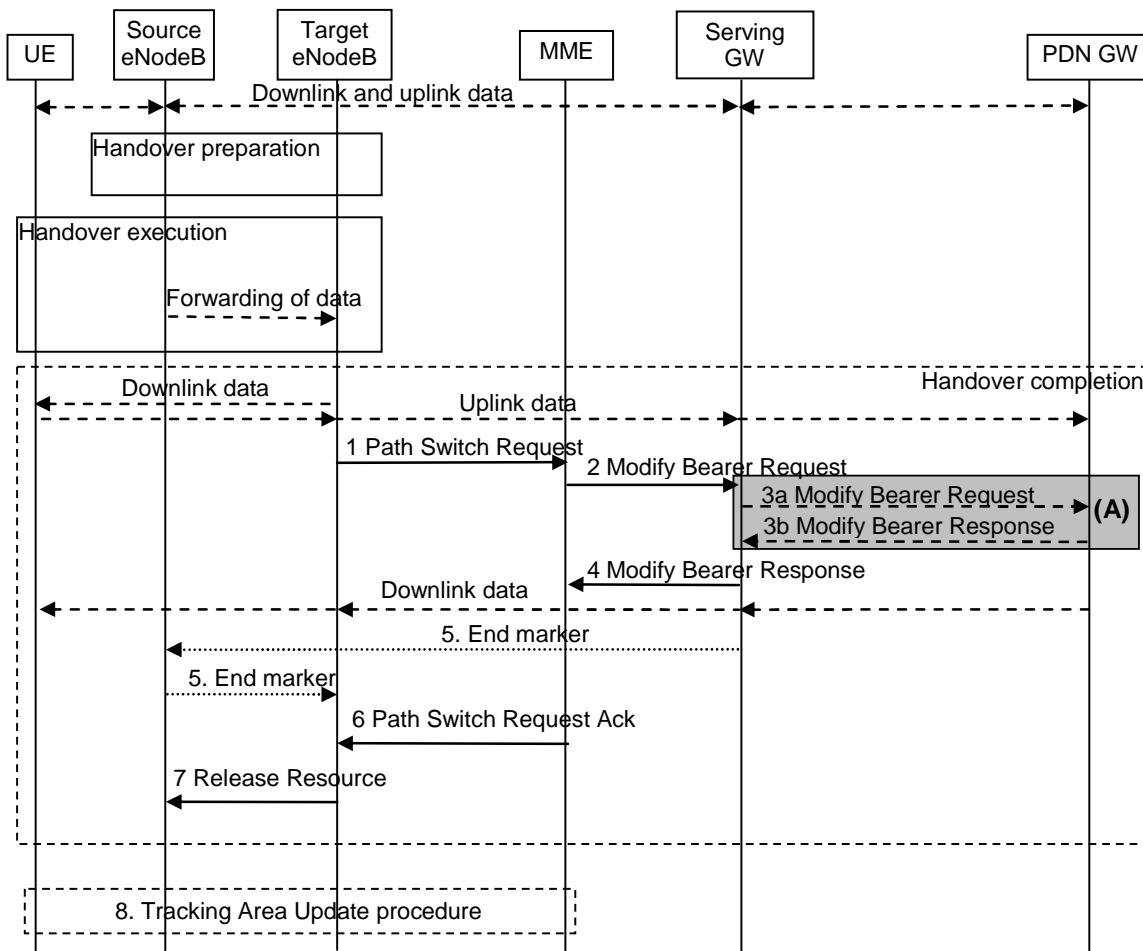 UE
Source
eNodeB
Target
eNodeB
MME
Serving
GW
PDN GW
Downlink and uplink data
Handover preparation
Handover execution
Forwarding of data
Handover completion
Downlink data
Uplink data
1 Path Switch Request
2 Modify Bearer Request
3a Modify Bearer Request
(A)
3b Modify Bearer Response
4 Modify Bearer Response
Downlink data
5. End marker
5. End marker
6 Path Switch Request Ack
7 Release Resource
8. Tracking Area Update procedure